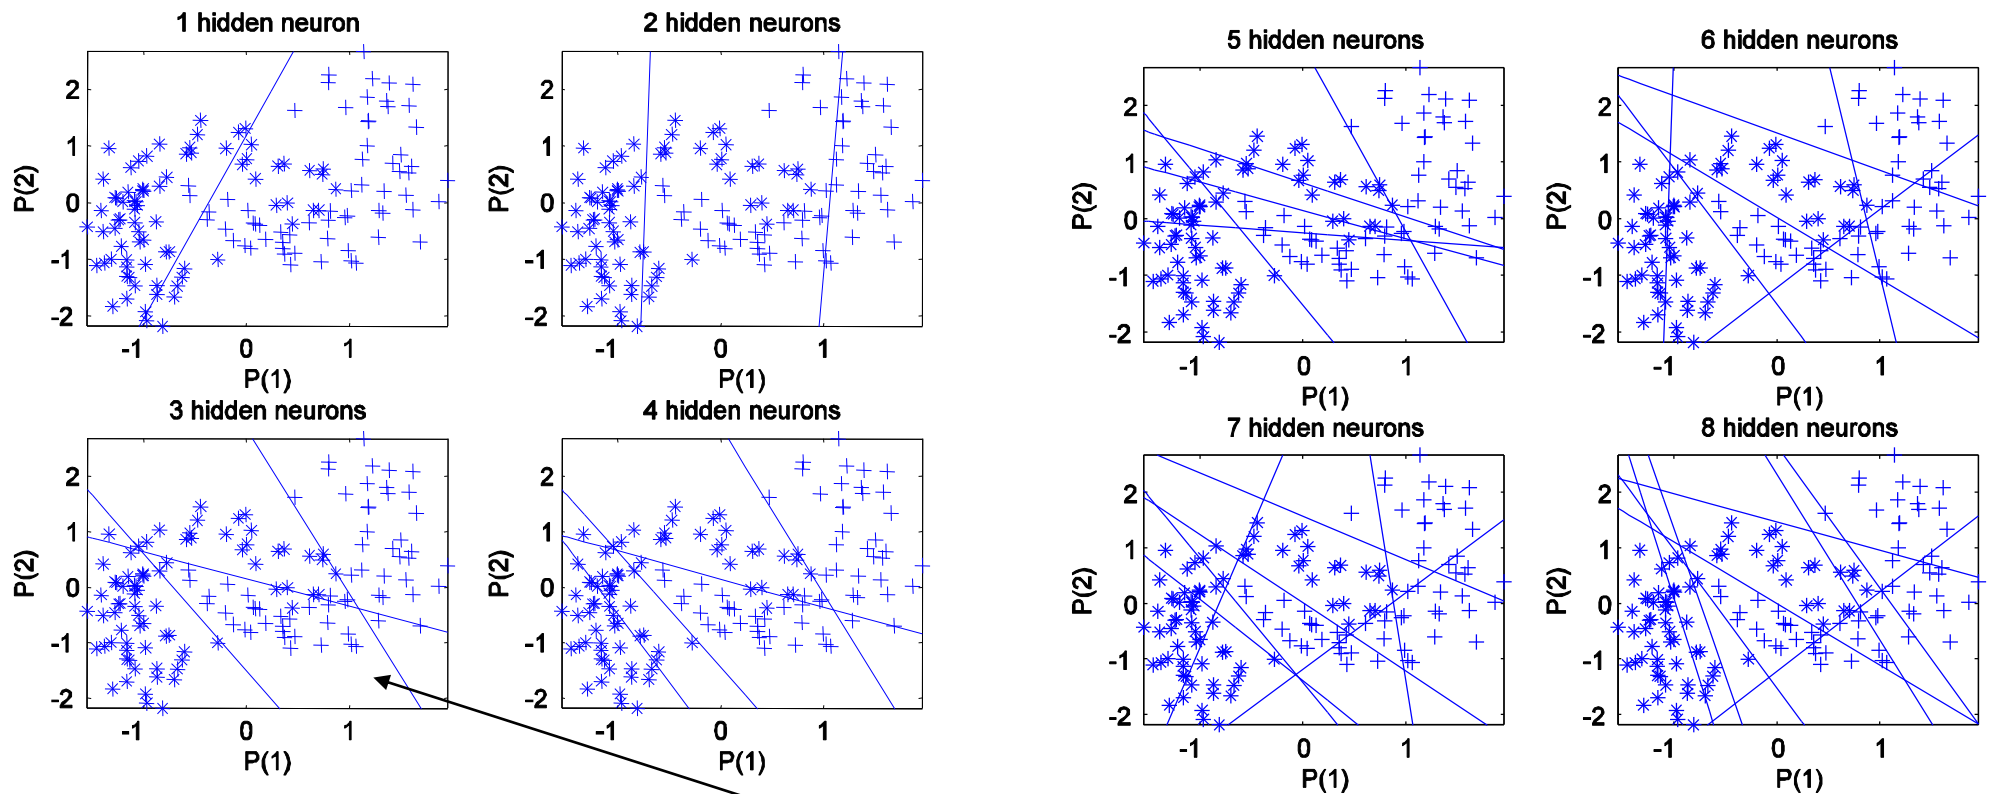 1 hidden neuron
2 hidden neurons
P(2)
2
1
0
-1
-2
-1 0 1
P(1)
P(2)
2
1
0
-1
-2
-1 0 1
P(1)
3 hidden neurons
4 hidden neurons
P(2)
2
1
0
-1
-2
-1 0 1
P(1)
P(2)
2
1
0
-1
-2
-1 0 1
P(1)
5 hidden neurons
6 hidden neurons
P(2)
2
1
0
-1
-2
-1 0 1
P(1)
P(2)
2
1
0
-1
-2
-1 0 1
P(1)
7 hidden neurons
8 hidden neurons
P(2)
2
1
0
-1
-2
-1 0 1
P(1)
P(2)
2
1
0
-1
-2
-1 0 1
P(1)